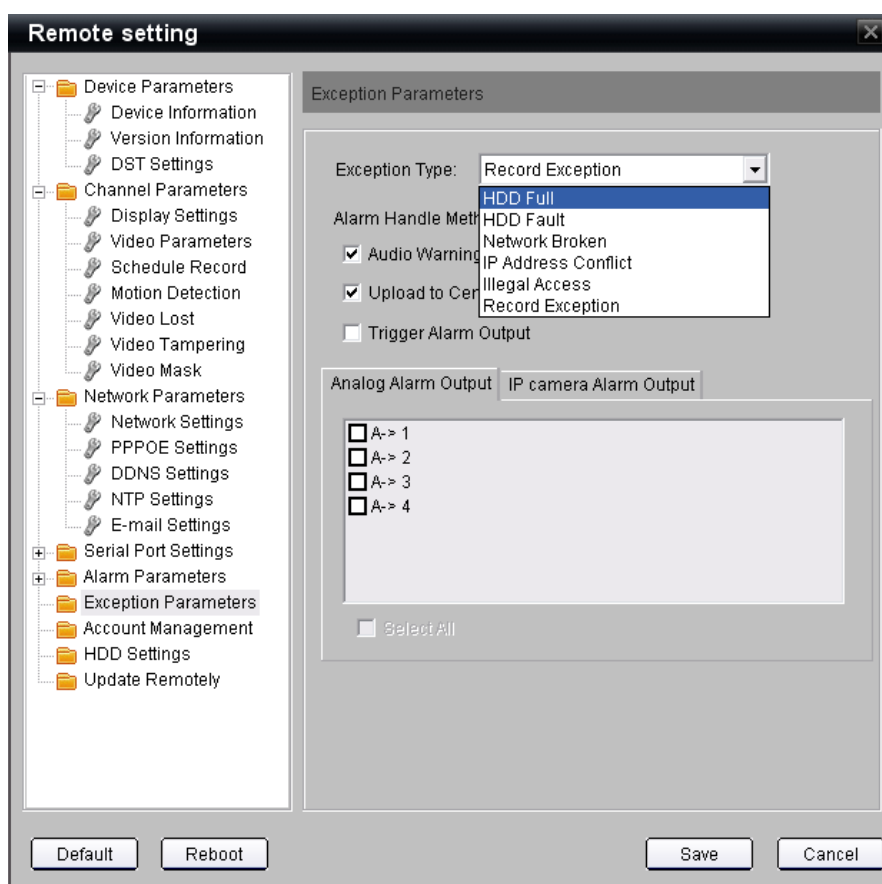 Remote setting
Device Parameters
Device Information
Version Information
DST Settings
Channel Parameters
Display Settings
Video Parameters
Schedule Record
Motion Detection
Video Lost
Video Tampering
Video Mask
Network Parameters
Network Settings
PPPOE Settings
DDNS Settings
NTP Settings
E-mail Settings
Serial Port Settings
Alarm Parameters
Exception Parameters
Account Management
HDD Settings
Update Remotely
Exception Parameters
Exception Type: Record Exception
HDD Full
HDD Fault
Network Broken
IP Address Conflict
Illegal Access
Record Exception
Alarm Handle Meth
Audio Warning
Upload to Cen
Trigger Alarm Output
Analog Alarm Output IP camera Alarm Output
A-> 1
A-> 2
A-> 3
A-> 4
Select All
Default Reboot Save Cancel